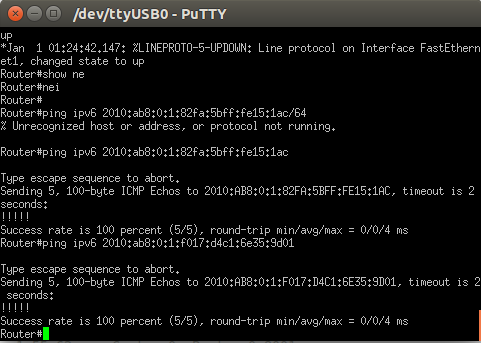 /dev/ttyUSB0 - PuTTY
up
*Jan  1 01:24:42.147: %LINEPROTO-5-UPDOWN: Line protocol on Interface FastEthern
et1, changed state to up
Router#show ne
Router#nei
Router#
Router#ping ipv6 2010:ab8:0:1:82fa:5bff:fe15:1ac/64
% Unrecognized host or address, or protocol not running.
Router#ping ipv6 2010:ab8:0:1:82fa:5bff:fe15:1ac
Type escape sequence to abort.
Sending 5, 100-byte ICMP Echos to 2010:AB8:0:1:82FA:5BFF:FE15:1AC, timeout is 2
seconds:
!!!!!
Success rate is 100 percent (5/5), round-trip min/avg/max = 0/0/4 ms
Router#ping ipv6 2010:ab8:0:1:f017:d4c1:6e35:9d01
Type escape sequence to abort.
Sending 5, 100-byte ICMP Echos to 2010:AB8:0:1:F017:D4C1:6E35:9D01, timeout is 2
 seconds:
!!!!!
Success rate is 100 percent (5/5), round-trip min/avg/max = 0/0/4 ms
Router#